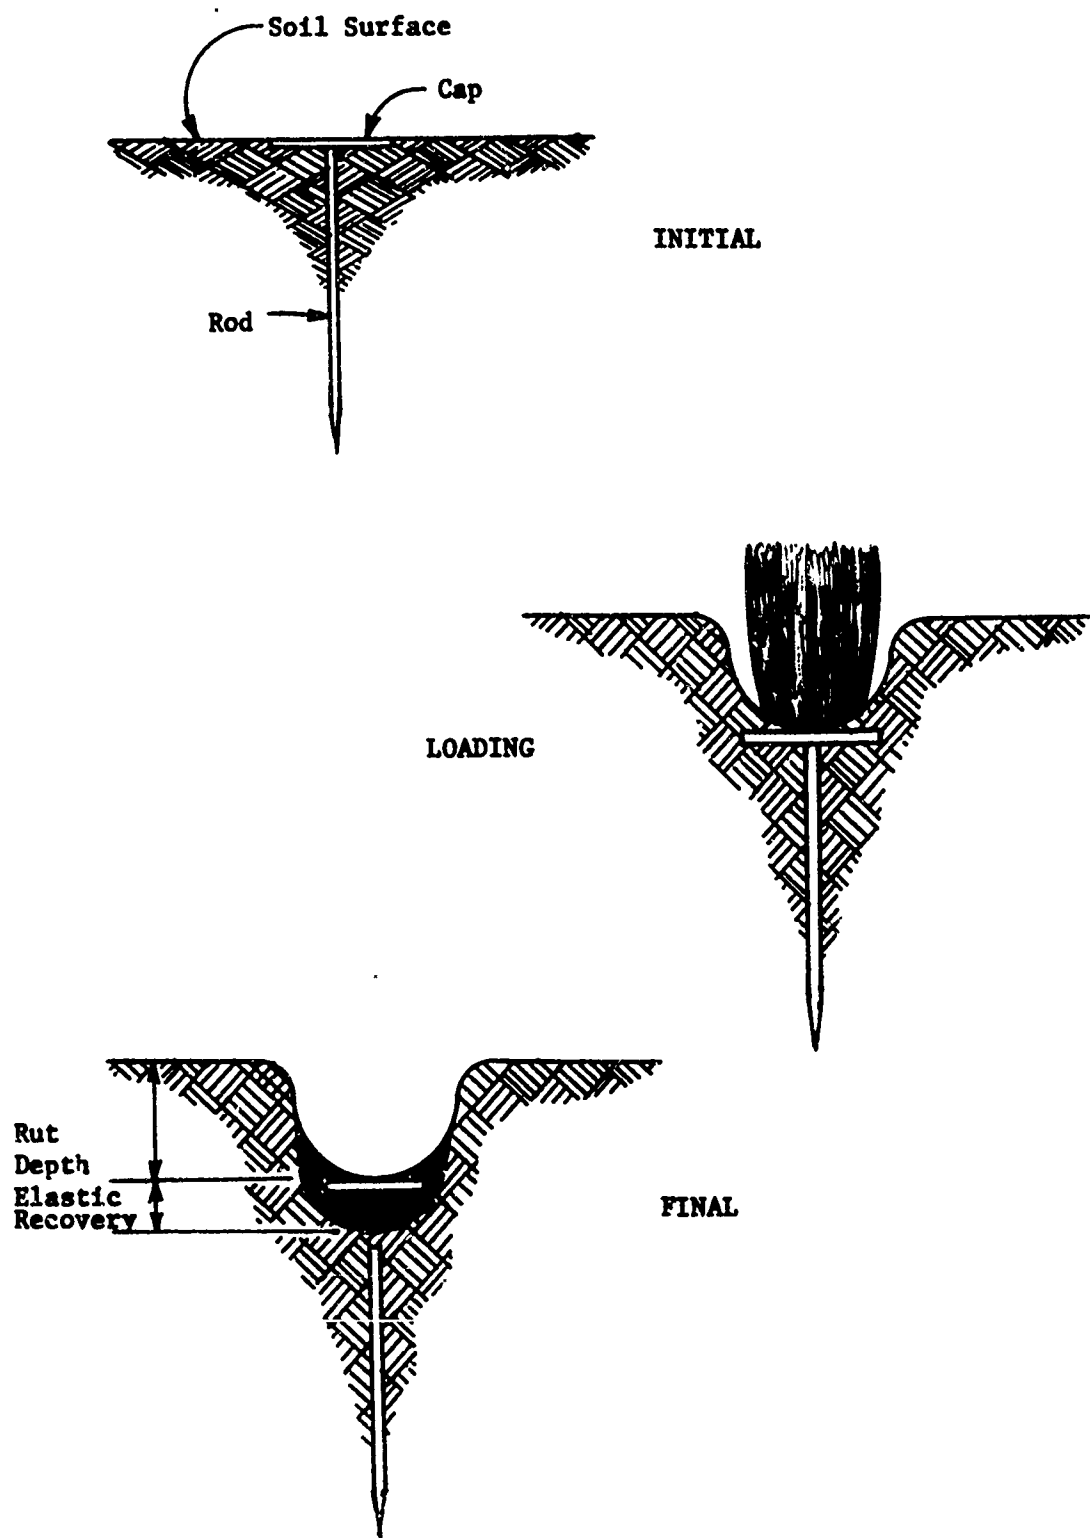 Soil Surface
Cap
INITIAL
Rod
LOADING
Rut
Depth
Elastic
Recovery
FINAL